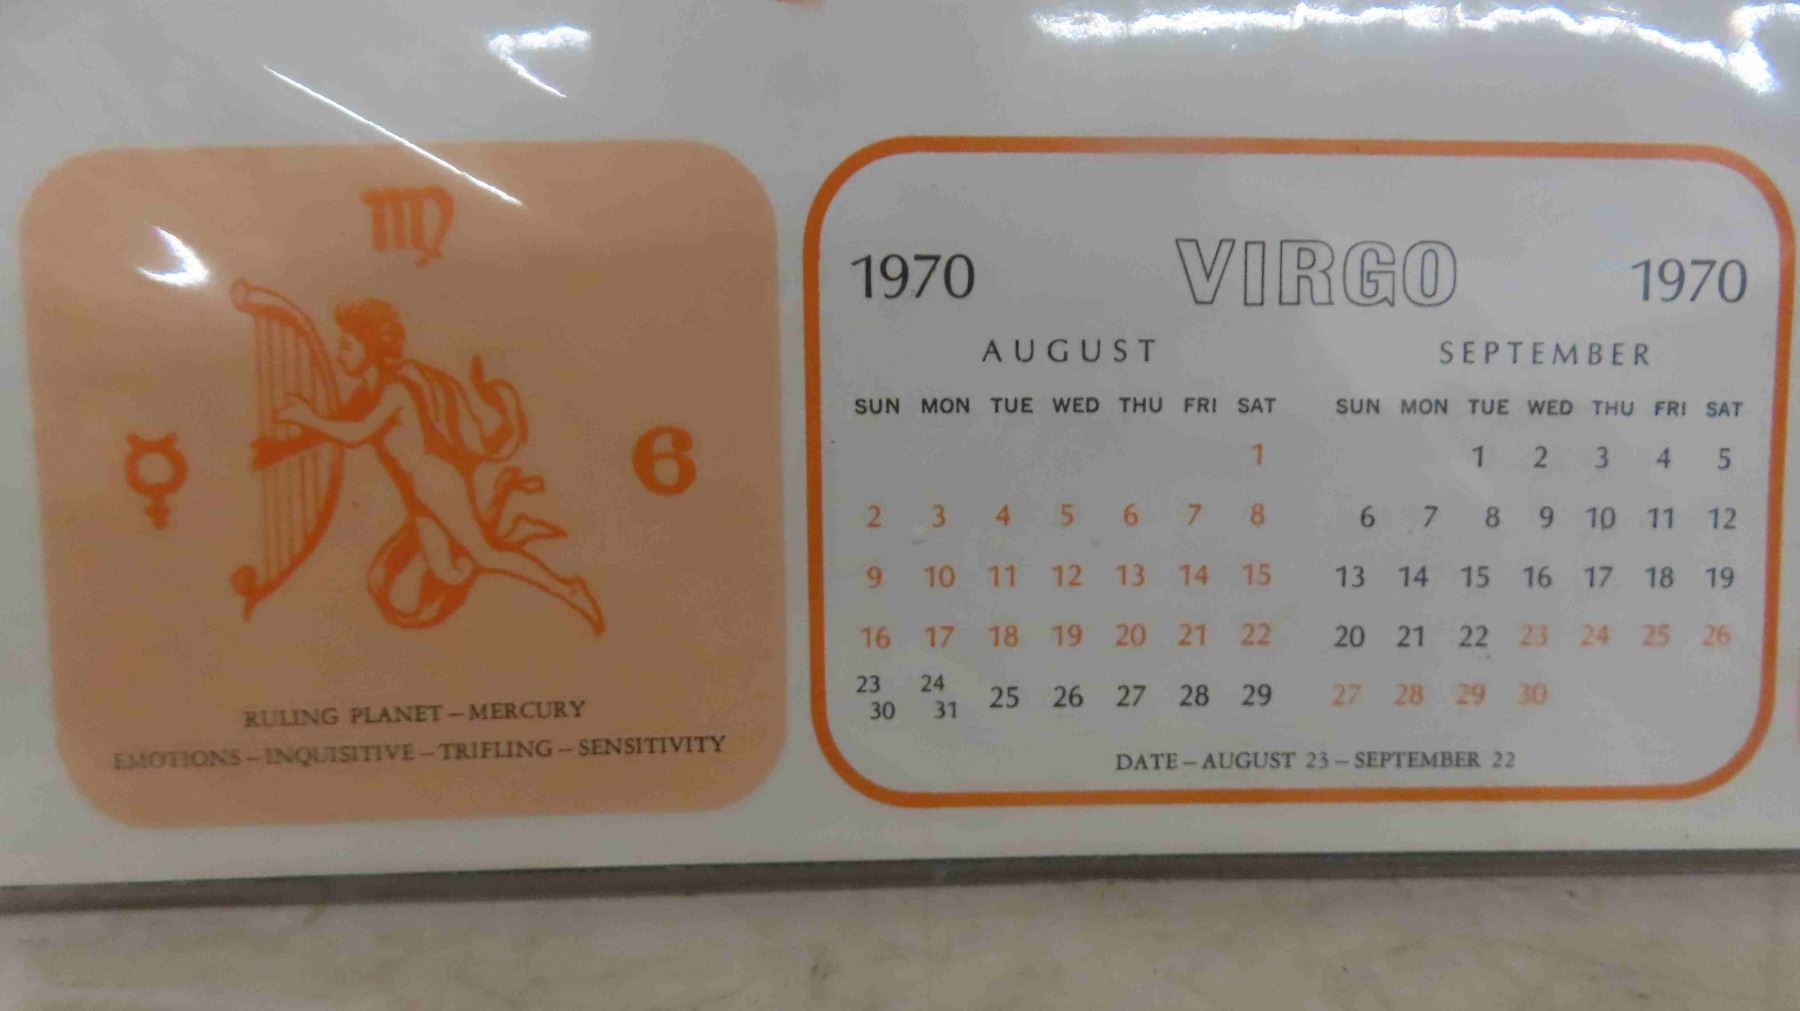 6
RULING PLANET – MERCURY
EMOTIONS – INQUISITIVE – TRIFLING – SENSITIVITY
1970 VIRGO 1970
AUGUST
SUN MON TUE WED THU FRI SAT
1
2 3 4 5 6 7 8
9 10 11 12 13 14 15
16 17 18 19 20 21 22
23 24 25 26 27 28 29
30 31
SEPTEMBER
SUN MON TUE WED THU FRI SAT
1 2 3 4 5
6 7 8 9 10 11 12
13 14 15 16 17 18 19
20 21 22 23 24 25 26
27 28 29 30
DATE – AUGUST 23 – SEPTEMBER 22